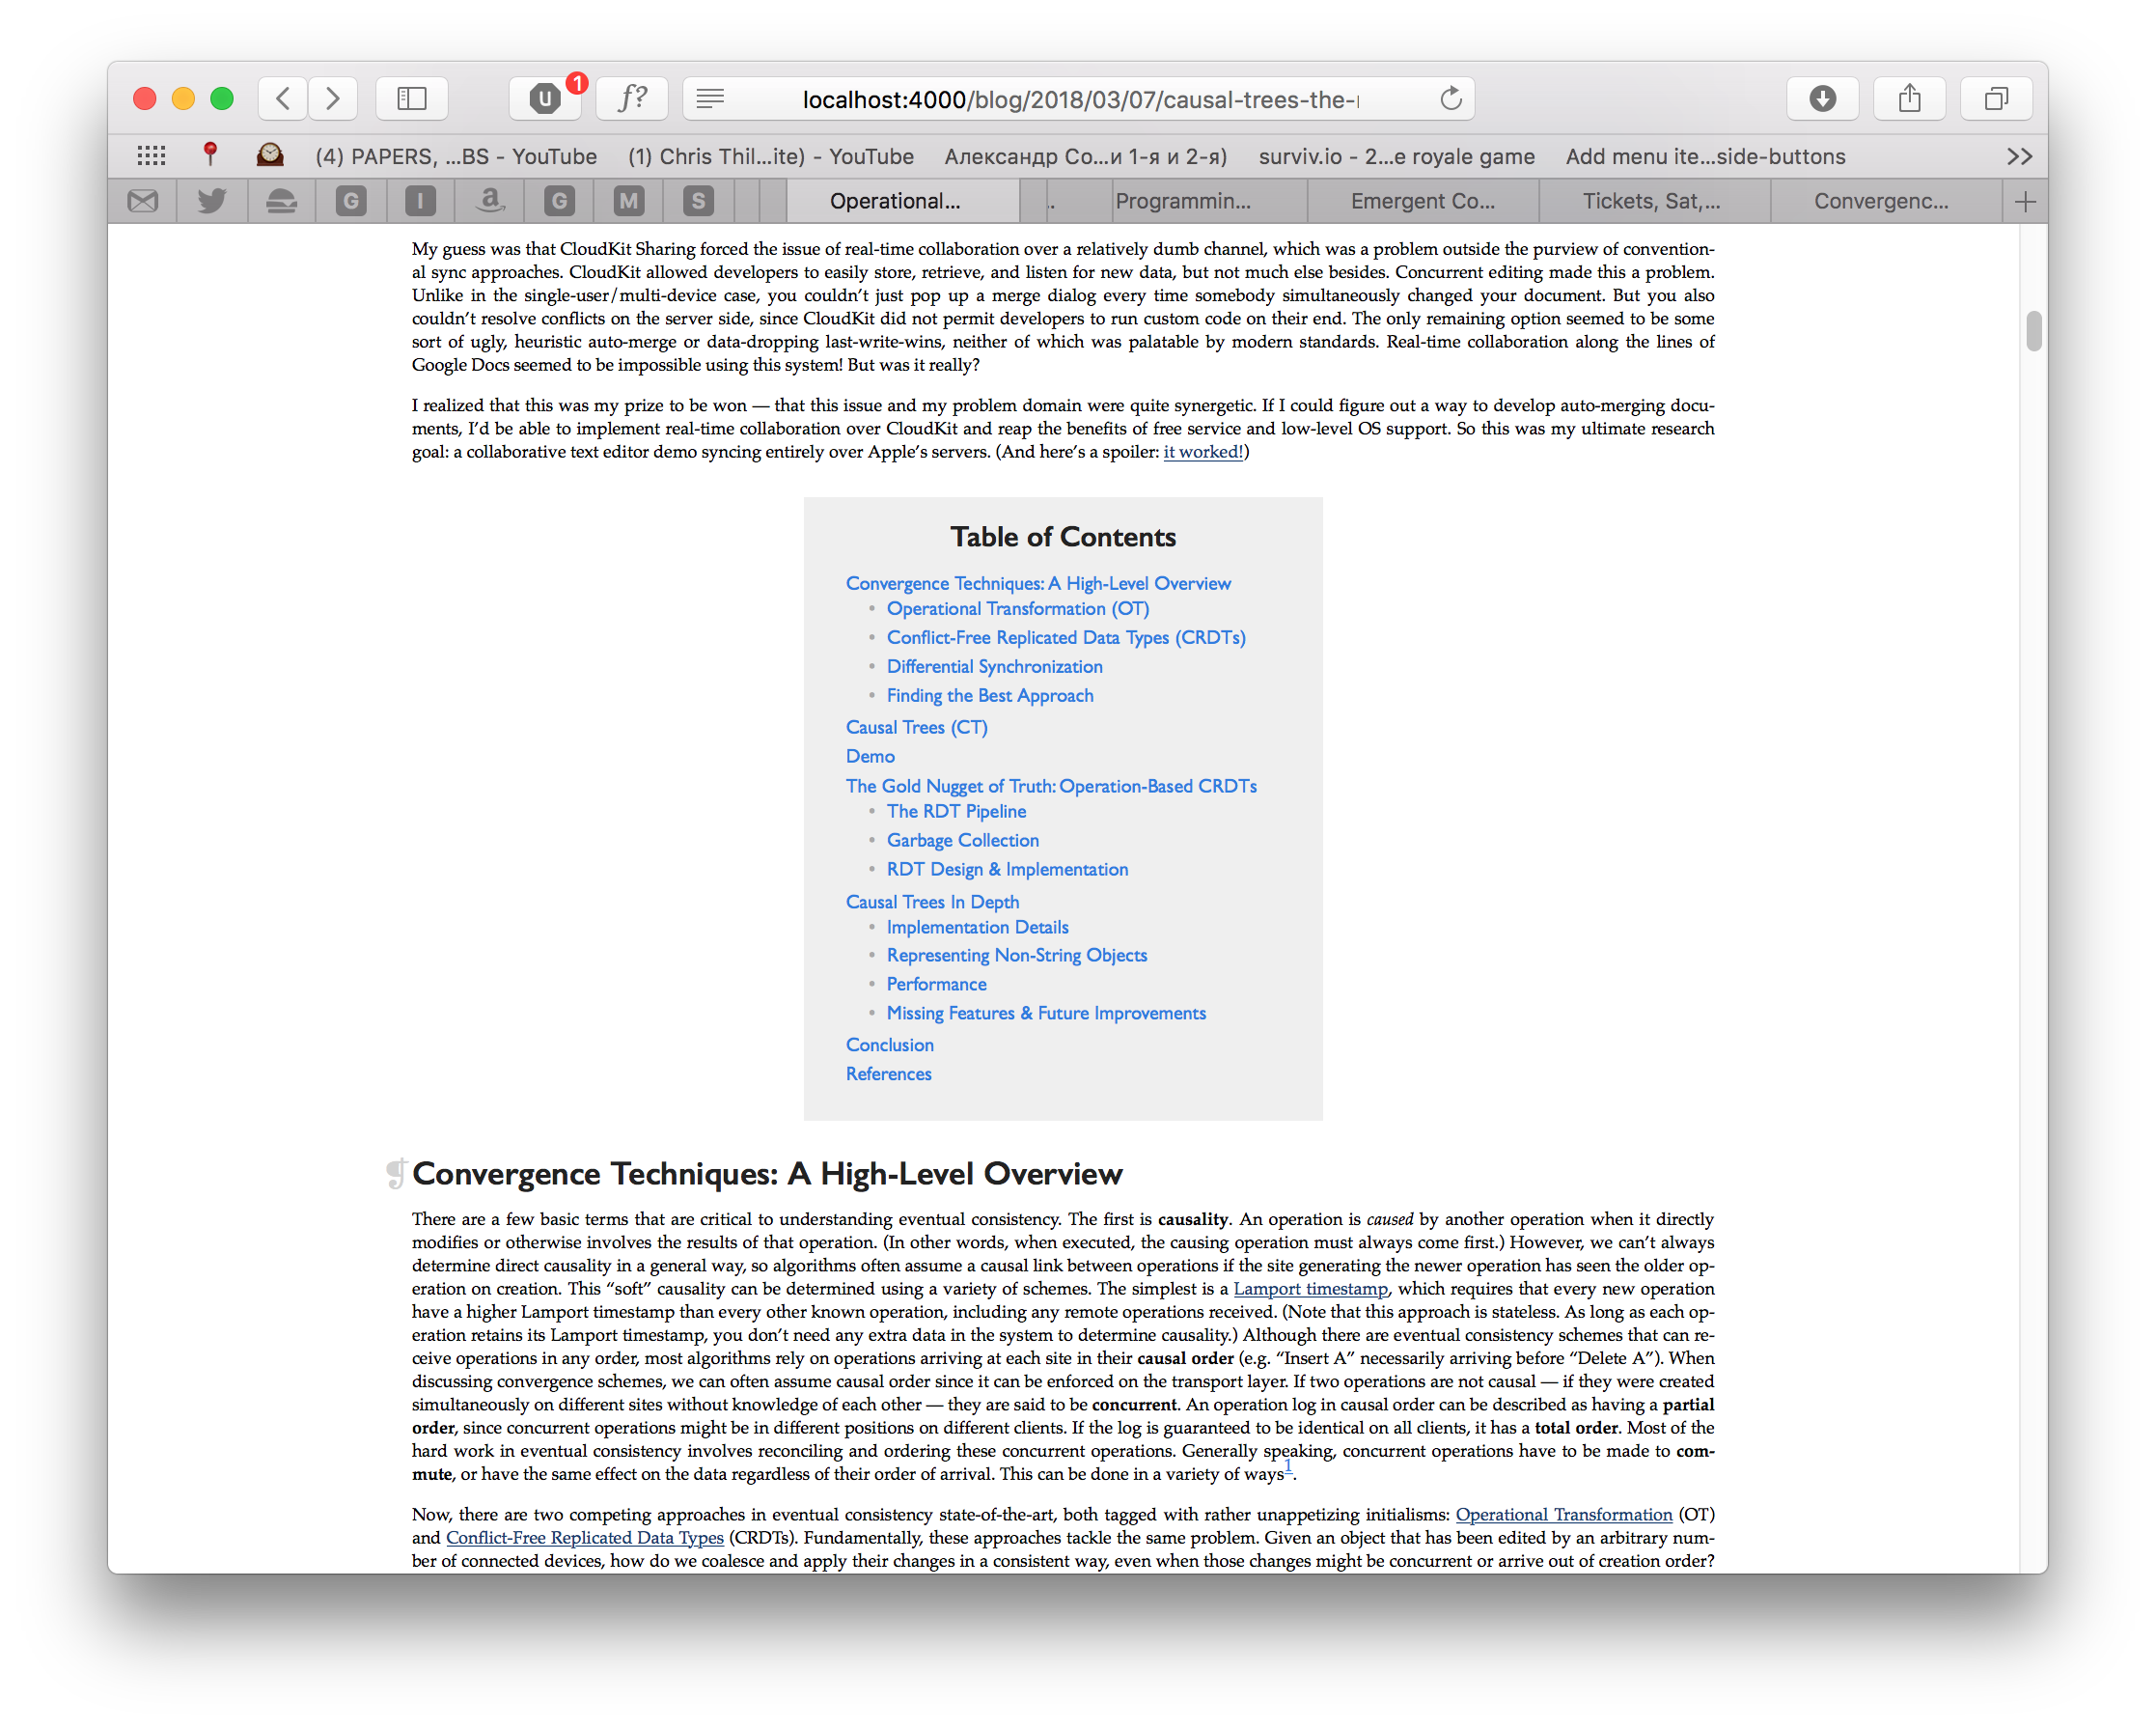 1
f?
localhost:4000/blog/2018/03/07/causal-trees-the-
(4) PAPERS, ...BS - YouTube (1) Chris Thil...ite) - YouTube Александр Со...и 1-я и 2-я) surviv.io - 2...e royale game Add menu ite...side-buttons
G I a G M S Operational... .. Programmin... Emergent Co... Tickets, Sat,... Convergenc...
My guess was that CloudKit Sharing forced the issue of real-time collaboration over a relatively dumb channel, which was a problem outside the purview of convention-
al sync approaches. CloudKit allowed developers to easily store, retrieve, and listen for new data, but not much else besides. Concurrent editing made this a problem.
Unlike in the single-user/multi-device case, you couldn’t just pop up a merge dialog every time somebody simultaneously changed your document. But you also
couldn’t resolve conflicts on the server side, since CloudKit did not permit developers to run custom code on their end. The only remaining option seemed to be some
sort of ugly, heuristic auto-merge or data-dropping last-write-wins, neither of which was palatable by modern standards. Real-time collaboration along the lines of
Google Docs seemed to be impossible using this system! But was it really?
I realized that this was my prize to be won — that this issue and my problem domain were quite synergetic. If I could figure out a way to develop auto-merging docu-
ments, I’d be able to implement real-time collaboration over CloudKit and reap the benefits of free service and low-level OS support. So this was my ultimate research
goal: a collaborative text editor demo syncing entirely over Apple’s servers. (And here’s a spoiler: it worked!)
Table of Contents
Convergence Techniques: A High-Level Overview
• Operational Transformation (OT)
• Conflict-Free Replicated Data Types (CRDTs)
• Differential Synchronization
• Finding the Best Approach
Causal Trees (CT)
Demo
The Gold Nugget of Truth: Operation-Based CRDTs
• The RDT Pipeline
• Garbage Collection
• RDT Design & Implementation
Causal Trees In Depth
• Implementation Details
• Representing Non-String Objects
• Performance
• Missing Features & Future Improvements
Conclusion
References
¶ Convergence Techniques: A High-Level Overview
There are a few basic terms that are critical to understanding eventual consistency. The first is causality. An operation is caused by another operation when it directly
modifies or otherwise involves the results of that operation. (In other words, when executed, the causing operation must always come first.) However, we can’t always
determine direct causality in a general way, so algorithms often assume a causal link between operations if the site generating the newer operation has seen the older op-
eration on creation. This “soft” causality can be determined using a variety of schemes. The simplest is a Lamport timestamp, which requires that every new operation
have a higher Lamport timestamp than every other known operation, including any remote operations received. (Note that this approach is stateless. As long as each op-
eration retains its Lamport timestamp, you don’t need any extra data in the system to determine causality.) Although there are eventual consistency schemes that can re-
ceive operations in any order, most algorithms rely on operations arriving at each site in their causal order (e.g. “Insert A” necessarily arriving before “Delete A”). When
discussing convergence schemes, we can often assume causal order since it can be enforced on the transport layer. If two operations are not causal — if they were created
simultaneously on different sites without knowledge of each other — they are said to be concurrent. An operation log in causal order can be described as having a partial
order, since concurrent operations might be in different positions on different clients. If the log is guaranteed to be identical on all clients, it has a total order. Most of the
hard work in eventual consistency involves reconciling and ordering these concurrent operations. Generally speaking, concurrent operations have to be made to com-
mute, or have the same effect on the data regardless of their order of arrival. This can be done in a variety of ways1.
Now, there are two competing approaches in eventual consistency state-of-the-art, both tagged with rather unappetizing initialisms: Operational Transformation (OT)
and Conflict-Free Replicated Data Types (CRDTs). Fundamentally, these approaches tackle the same problem. Given an object that has been edited by an arbitrary num-
ber of connected devices, how do we coalesce and apply their changes in a consistent way, even when those changes might be concurrent or arrive out of creation order?